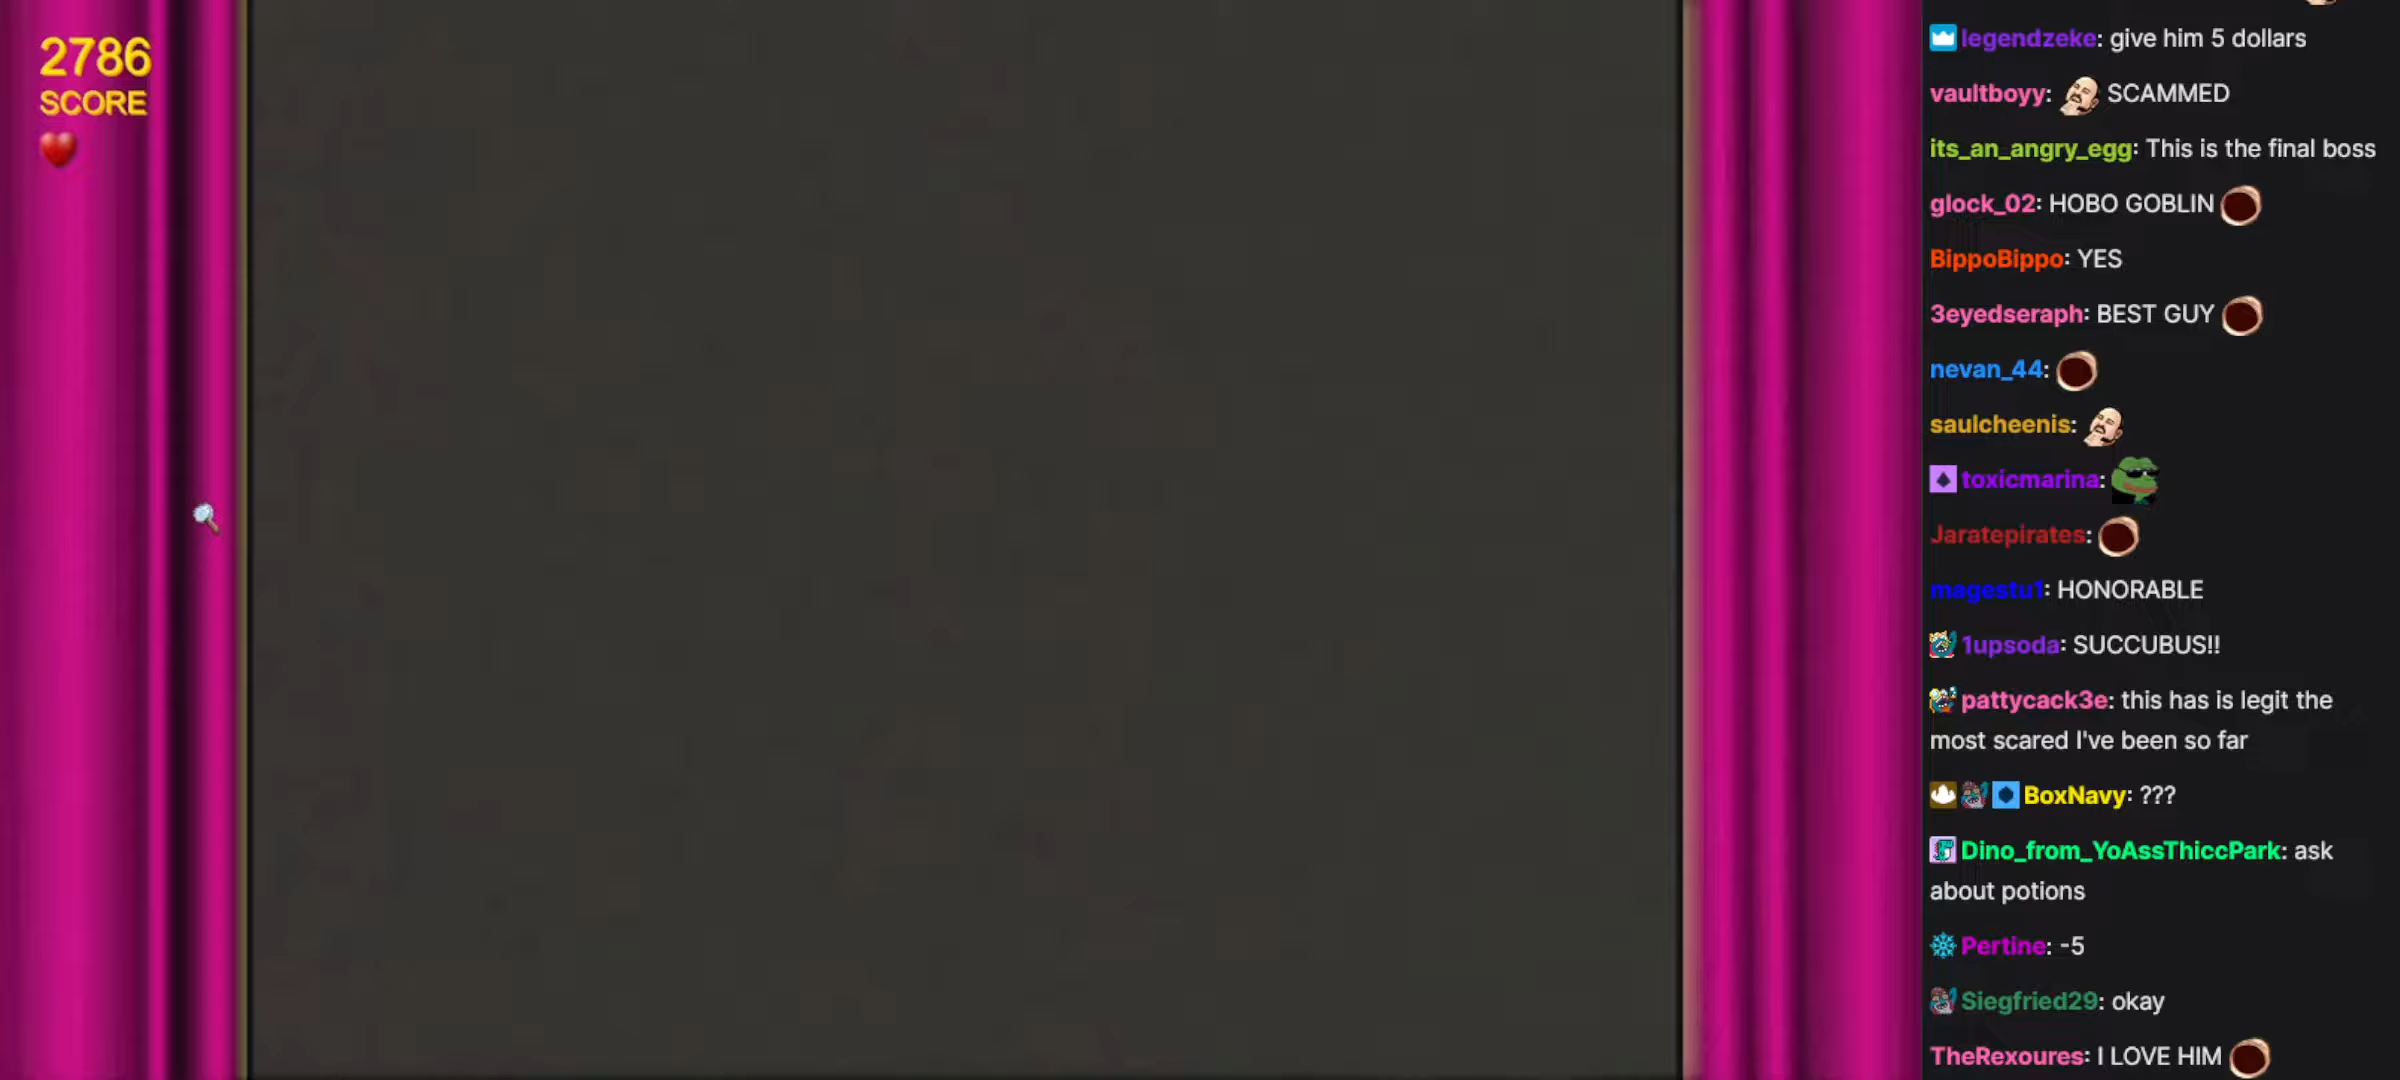 2786
SCORE
legendzeke: give him 5 dollars
vaultboyy: SCAMMED
its_an_angry_egg: This is the final boss
glock_02: HOBO GOBLIN
BippoBippo: YES
3eyedseraph: BEST GUY
nevan_44:
saulcheenis:
toxicmarina:
Jaratepirates:
magestu1: HONORABLE
1upsoda: SUCCUBUS!!
pattycack3e: this has is legit the
most scared I've been so far
BoxNavy: ???
Dino_from_YoAssThiccPark: ask
about potions
Pertine: -5
Siegfried29: okay
TheRexoures: I LOVE HIM